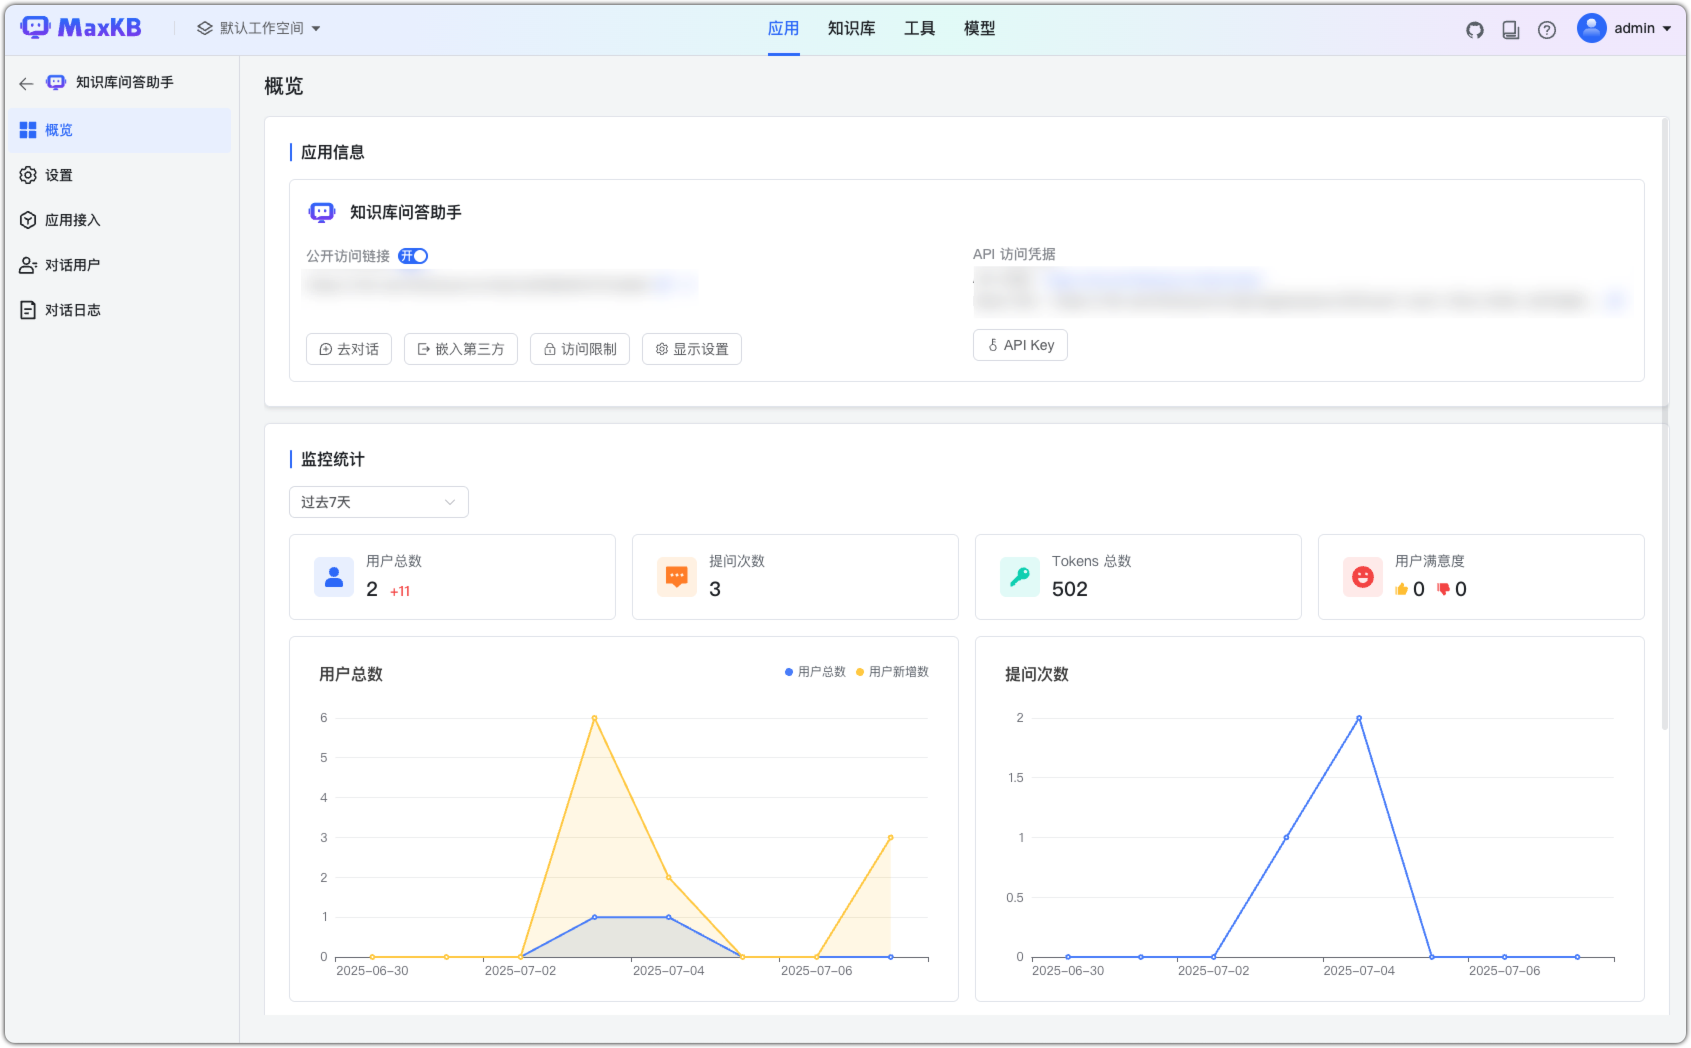 MaxKB
默认工作空间
应用
知识库
工具
模型
admin
知识库问答助手
概览
设置
应用接入
对话用户
对话日志
概览
应用信息
知识库问答助手
公开访问链接 开
API 访问凭据
去对话
嵌入第三方
访问限制
显示设置
API Key
监控统计
过去7天
用户总数
2 +11
提问次数
3
Tokens 总数
502
用户满意度
0 0
用户总数
用户总数 用户新增数
6
5
4
3
2
1
0
2025-06-30 2025-07-02 2025-07-04 2025-07-06
提问次数
2
1.5
1
0.5
0
2025-06-30 2025-07-02 2025-07-04 2025-07-06